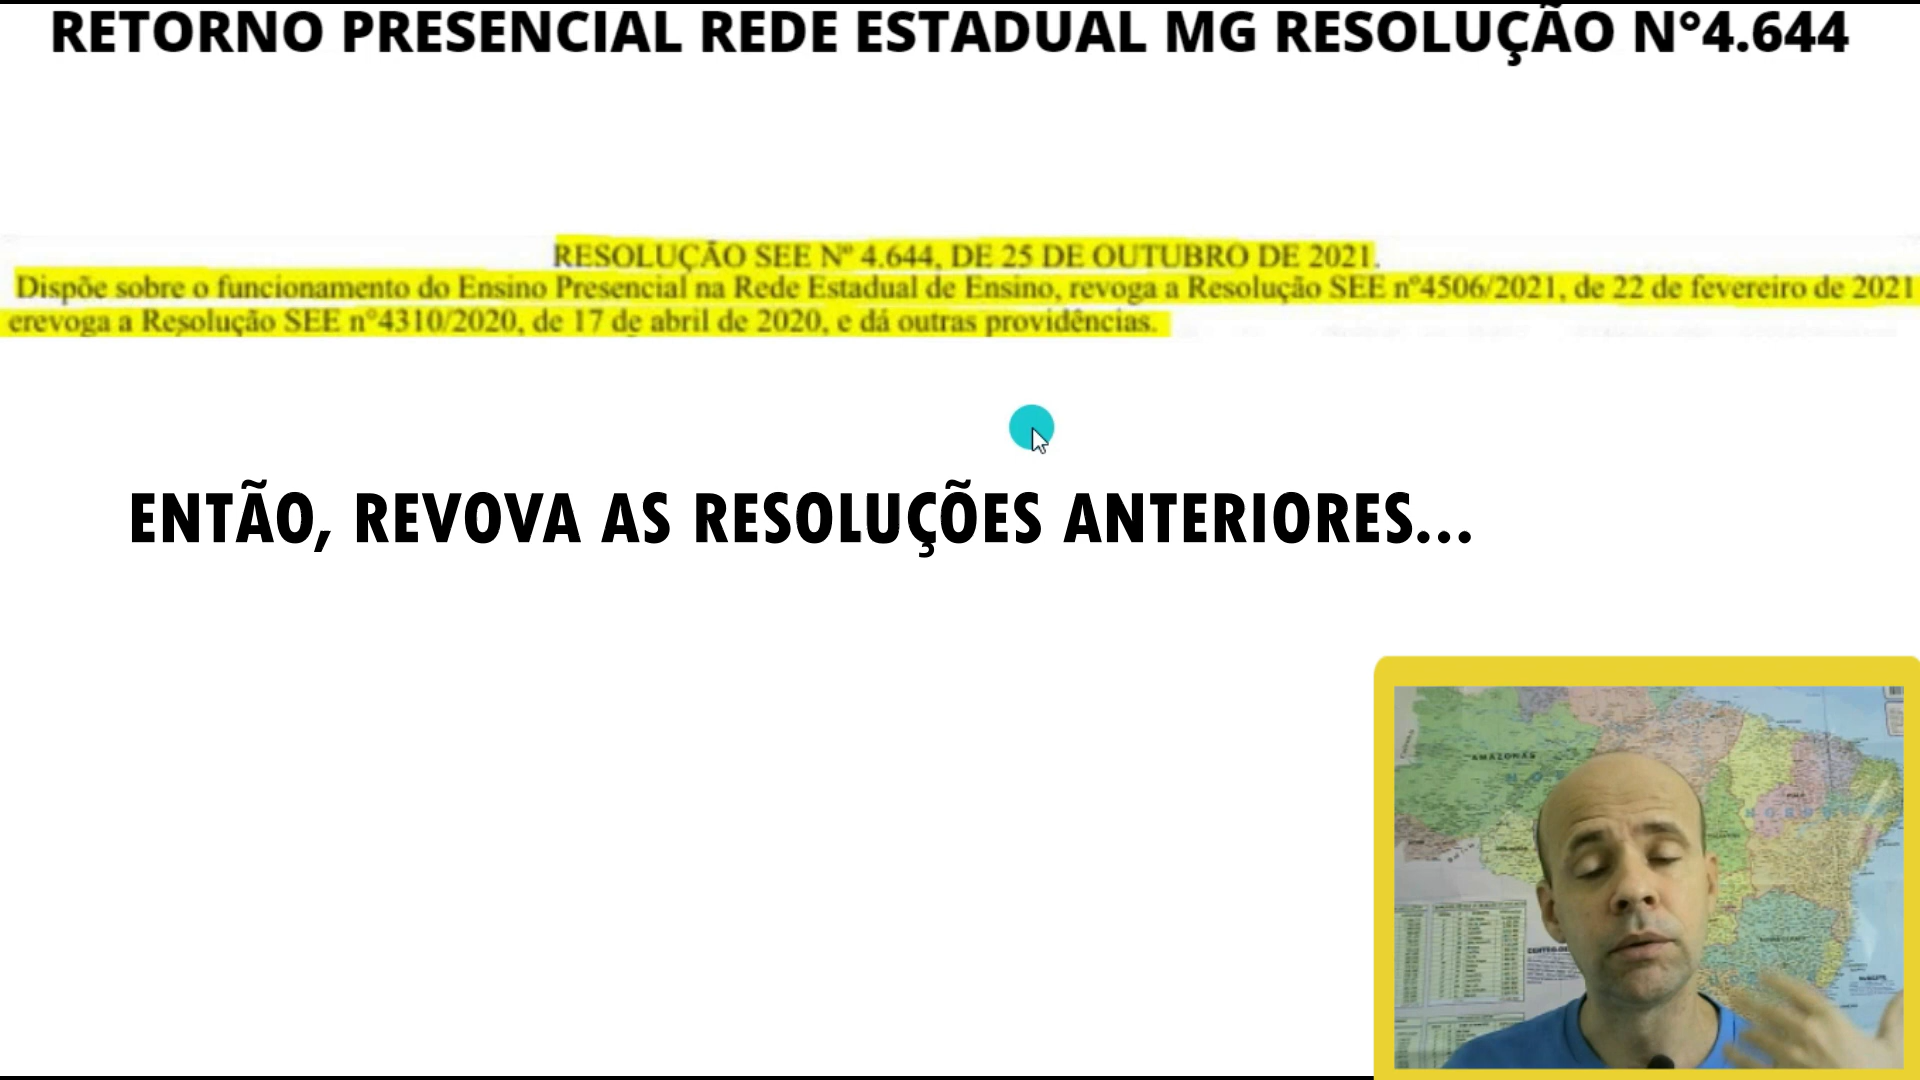 RETORNO PRESENCIAL REDE ESTADUAL MG RESOLUÇÃO N°4.644
RESOLUÇÃO SEE Nº 4.644, DE 25 DE OUTUBRO DE 2021.
Dispõe sobre o funcionamento do Ensino Presencial na Rede Estadual de Ensino, revoga a Resolução SEE nº4506/2021, de 22 de fevereiro de 2021
erevoga a Resolução SEE n°4310/2020, de 17 de abril de 2020, e dá outras providências.
ENTÃO, REVOVA AS RESOLUÇÕES ANTERIORES...
AMAZONAS